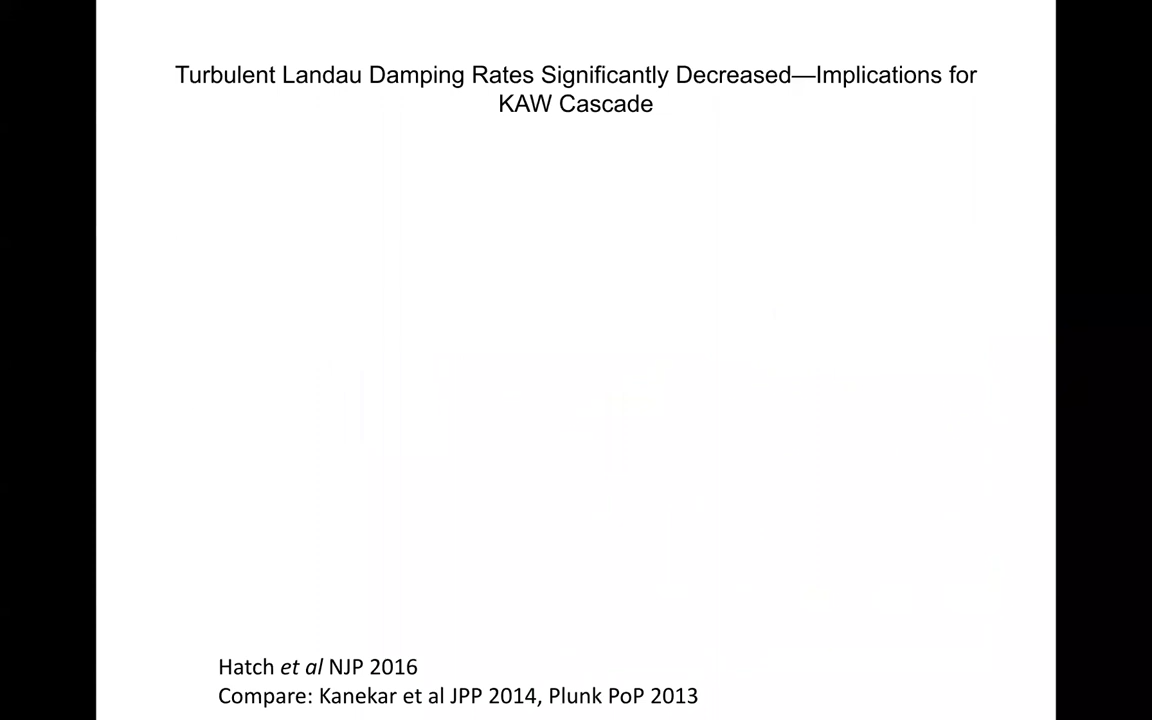 Turbulent Landau Damping Rates Significantly Decreased—Implications for
KAW Cascade
Hatch et al NJP 2016
Compare: Kanekar et al JPP 2014, Plunk PoP 2013